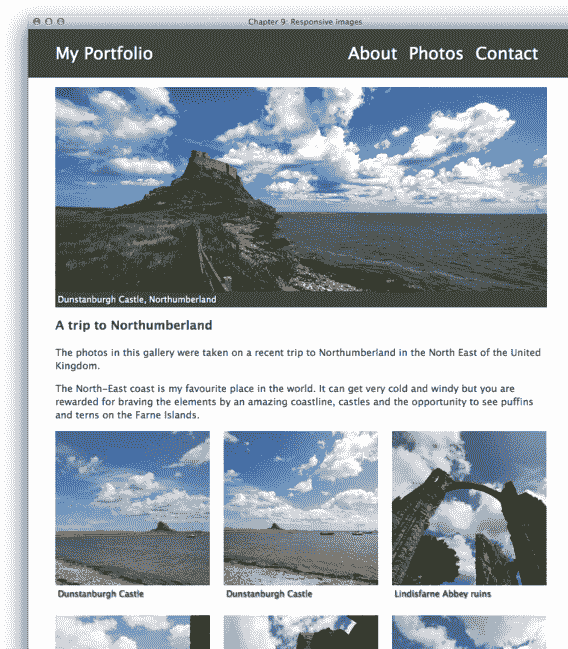 Chapter 9: Responsive images
My Portfolio
About Photos Contact
Dunstanburgh Castle, Northumberland
A trip to Northumberland
The photos in this gallery were taken on a recent trip to Northumberland in the North East of the United
Kingdom.
The North-East coast is my favourite place in the world. It can get very cold and windy but you are
rewarded for braving the elements by an amazing coastline, castles and the opportunity to see puffins
and terns on the Farne Islands.
Dunstanburgh Castle
Dunstanburgh Castle
Lindisfarne Abbey ruins